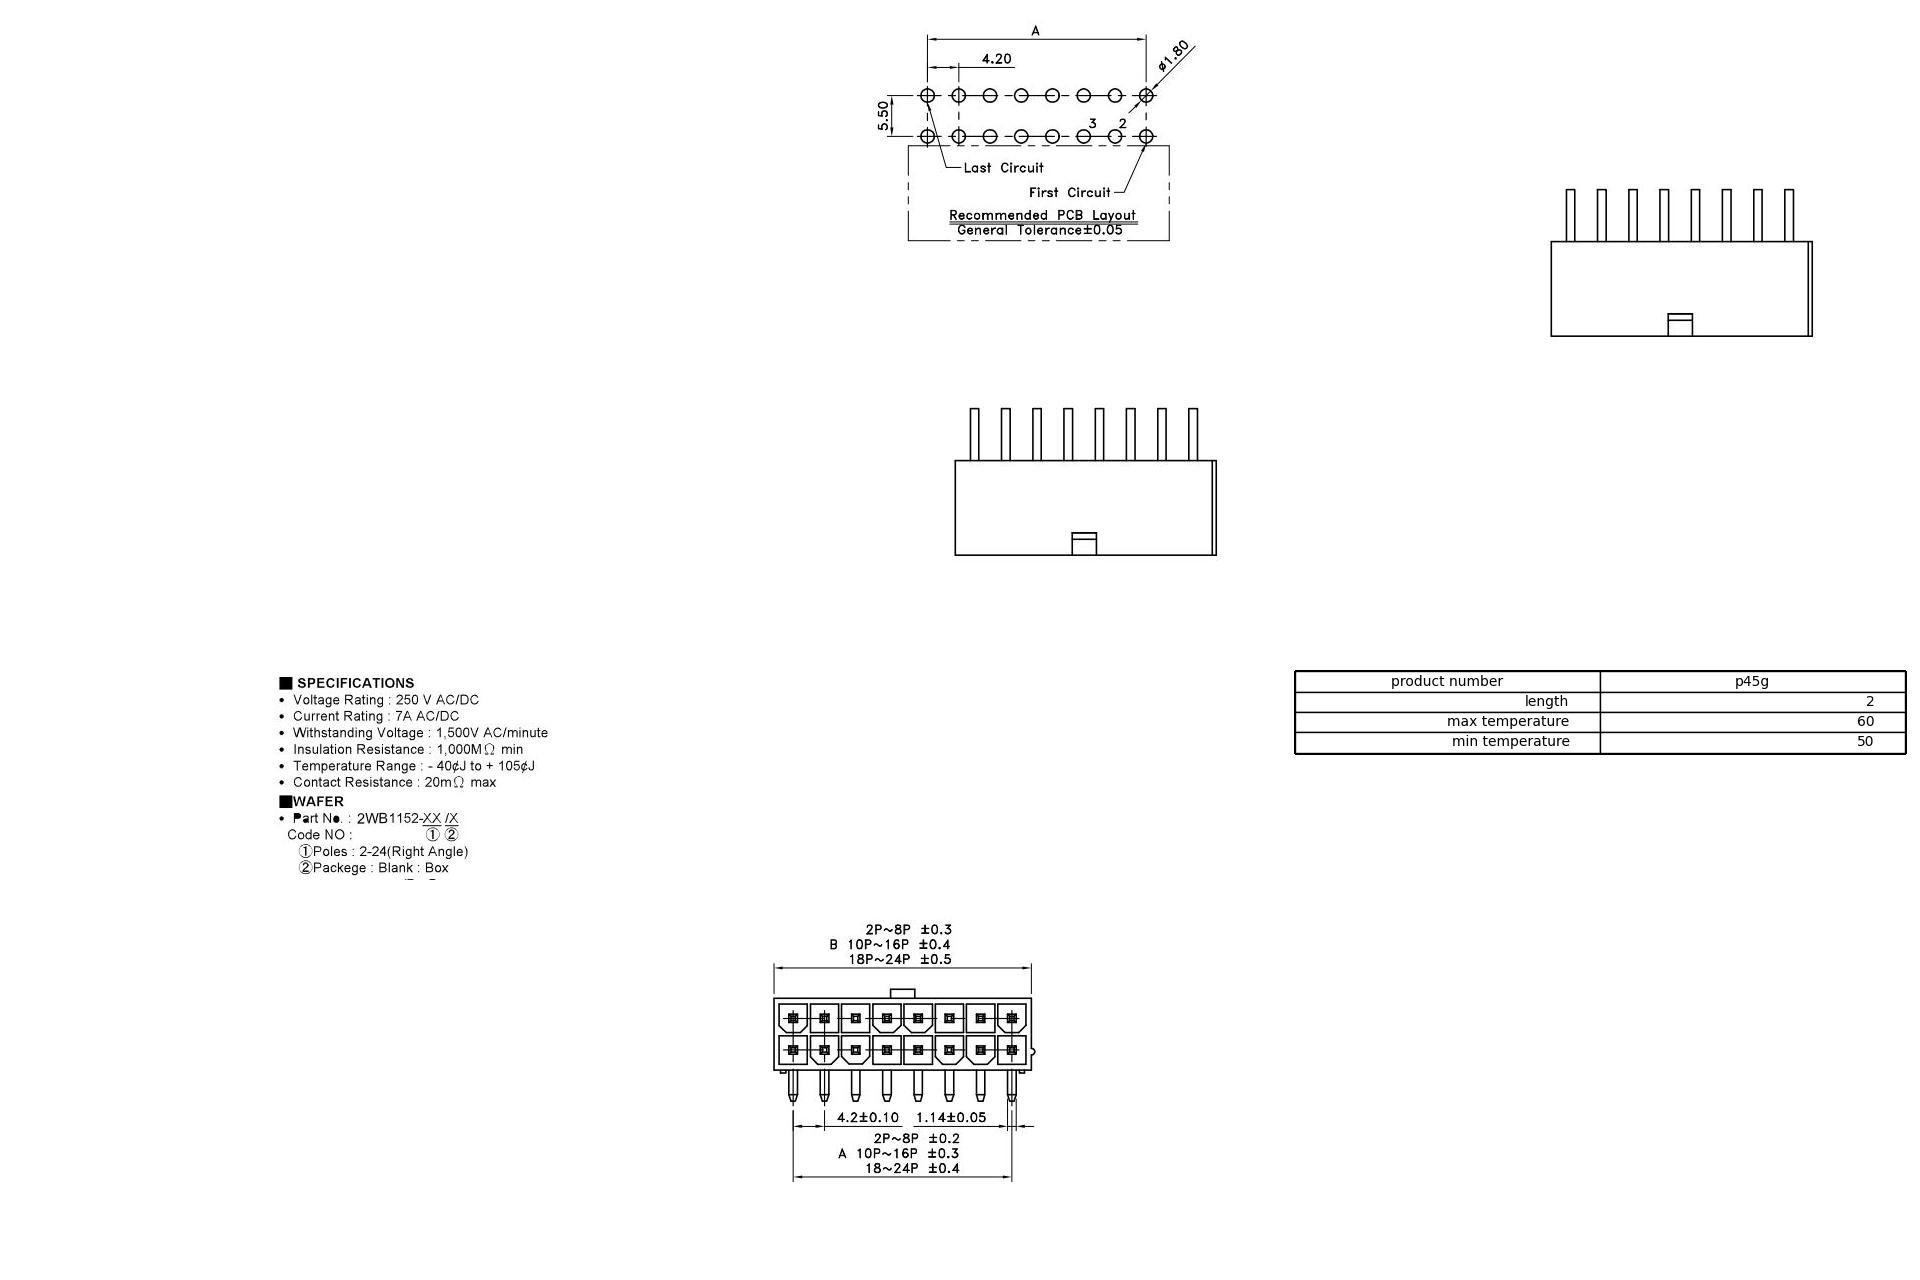 A
4.20
ø1.80
5.50
3 2
Last Circuit
First Circuit
Recommended PCB Layout
General Tolerance±0.05
■ SPECIFICATIONS
• Voltage Rating : 250 V AC/DC
• Current Rating : 7A AC/DC
• Withstanding Voltage : 1,500V AC/minute
• Insulation Resistance : 1,000MΩ min
• Temperature Range : - 40¢J to + 105¢J
• Contact Resistance : 20mΩ max
■WAFER
• Part No. : 2WB1152-XX /X
Code NO : ① ②
①Poles : 2-24(Right Angle)
②Packege : Blank : Box
product number p45g
length 2
max temperature 60
min temperature 50
2P~8P ±0.3
B 10P~16P ±0.4
18P~24P ±0.5
4.2±0.10 1.14±0.05
2P~8P ±0.2
A 10P~16P ±0.3
18~24P ±0.4